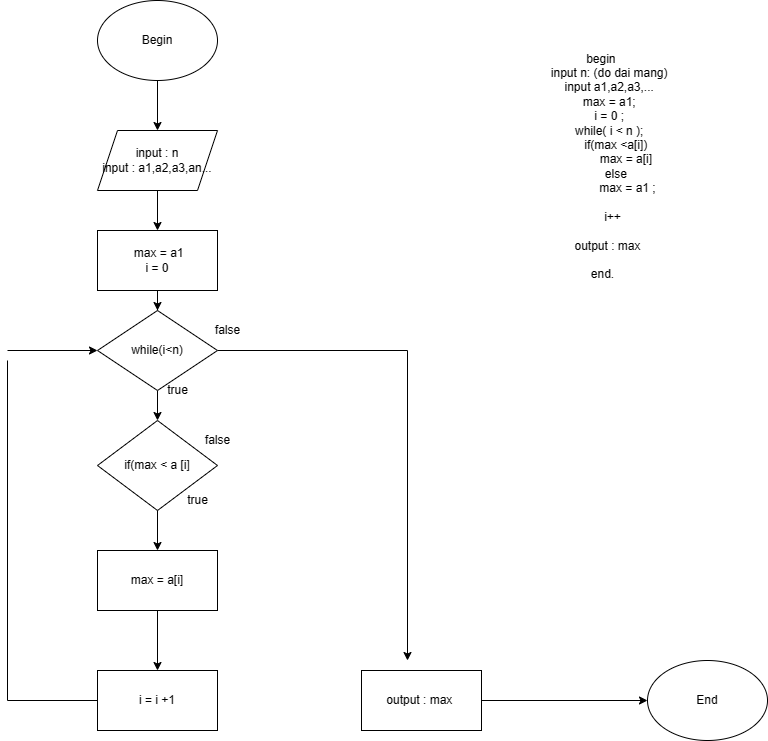 Begin
input : n
input : a1,a2,a3,an...
max = a1
i = 0
while(i<n)
false
true
if(max < a [i]
false
true
max = a[i]
i = i +1
output : max
End
begin
input n: (do dai mang)
input a1,a2,a3,...
max = a1;
i = 0 ;
while( i < n );
if(max <a[i])
max = a[i]
else
max = a1 ;
i++
output : max
end.